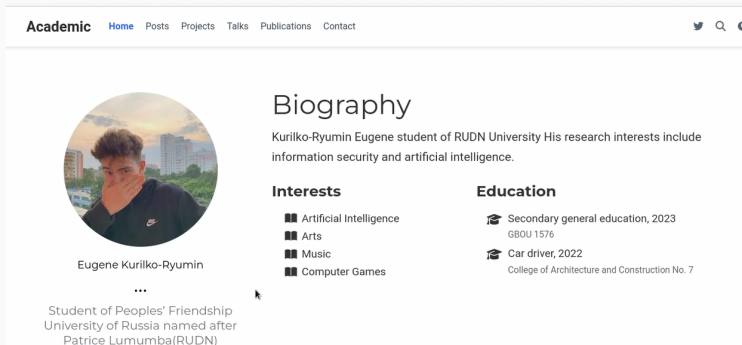 Academic Home Posts Projects Talks Publications Contact
Biography
Kurilko-Ryumin Eugene student of RUDN University His research interests include
information security and artificial intelligence.
Interests
Artificial Intelligence
Arts
Music
Computer Games
Education
Secondary general education, 2023
GBOU 1576
Car driver, 2022
College of Architecture and Construction No. 7
Eugene Kurilko-Ryumin
...
Student of Peoples’ Friendship
University of Russia named after
Patrice Lumumba(RUDN)